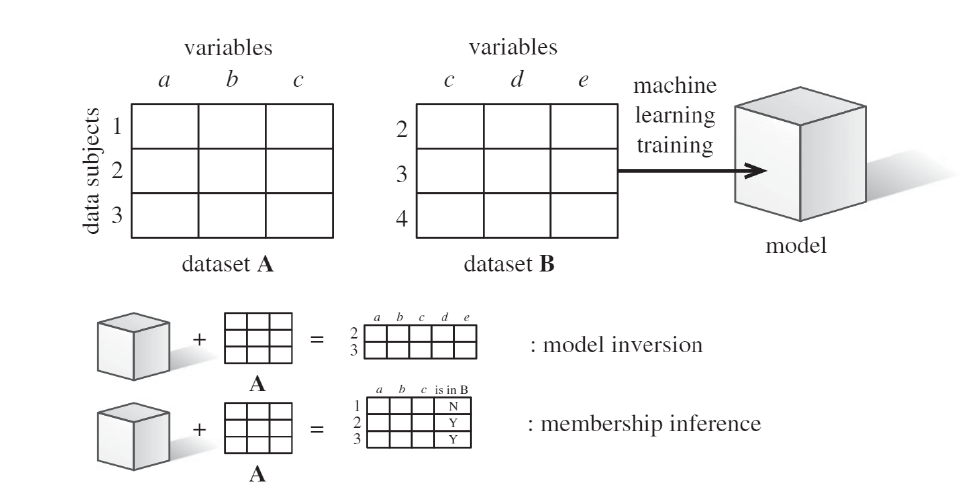 variables
a b c
data subjects
1
2
3
dataset A
variables
c d e
2
3
4
dataset B
machine
learning
training
model
+
A
=
a b c d e
2
3
: model inversion
+
A
=
a b c is in B
1 N
2 Y
3 Y
: membership inference